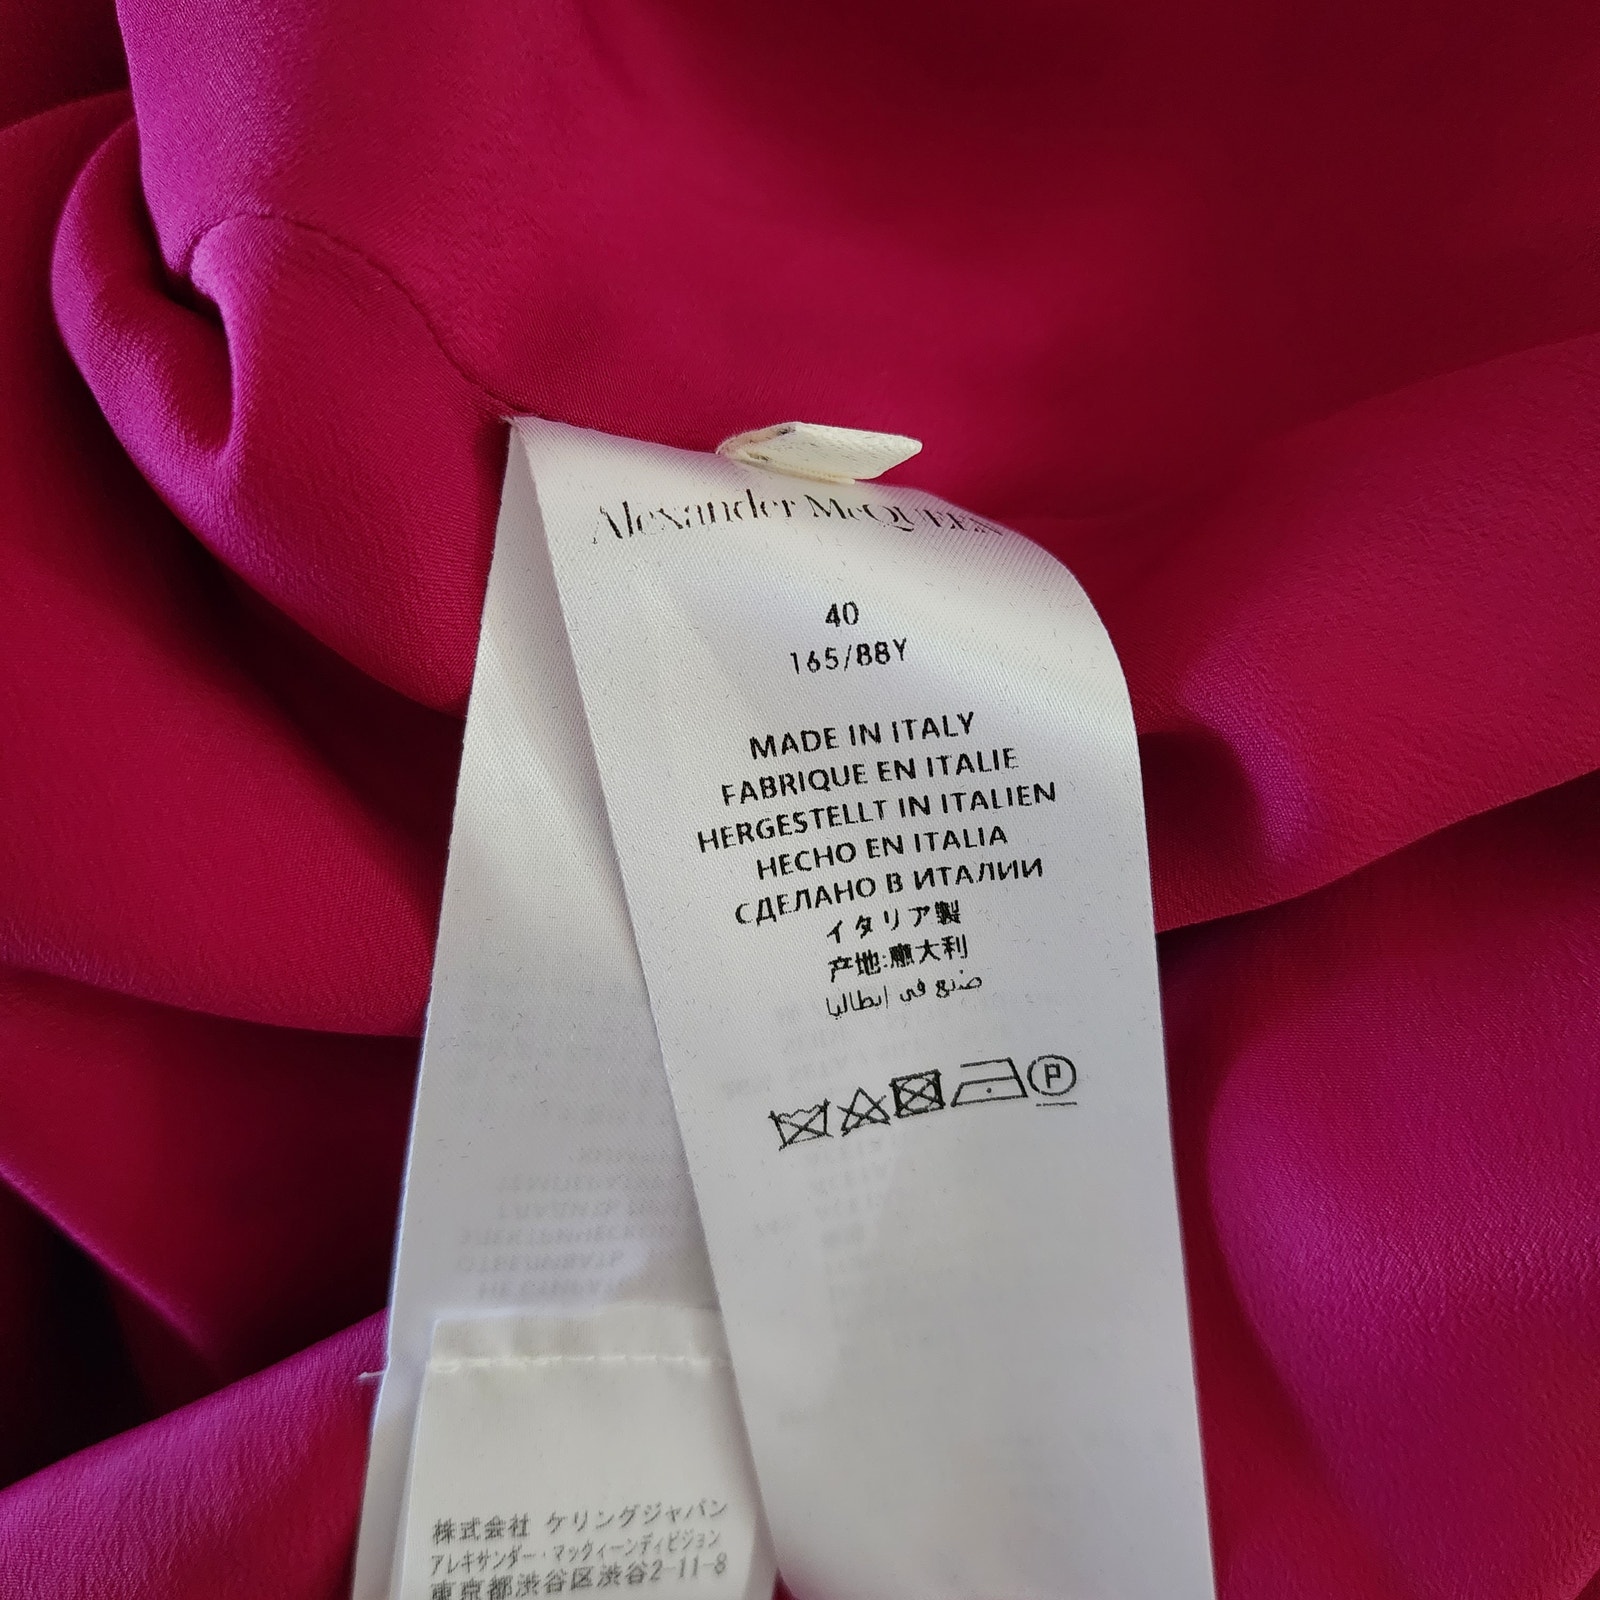 Alexander McQUEEN
40
165/88Y
MADE IN ITALY
FABRIQUE EN ITALIE
HERGESTELLT IN ITALIEN
HECHO EN ITALIA
СДЕЛАНО В ИТАЛИИ
イタリア製
产地:意大利
صنع في إيطاليا
P
株式会社 ケリングジャパン
アレキサンダー・マックィーンディビジョン
東京都渋谷区渋谷2-11-8